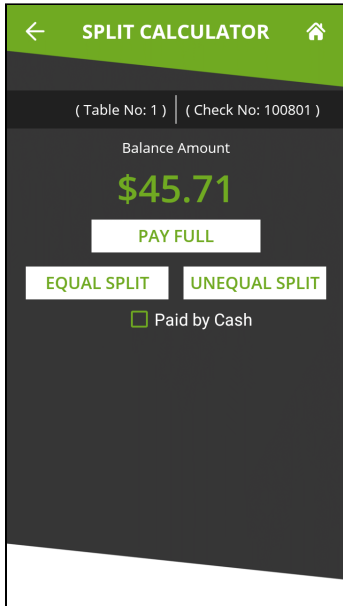 SPLIT CALCULATOR
( Table No: 1 ) ( Check No: 100801 )
Balance Amount
$45.71
PAY FULL
EQUAL SPLIT UNEQUAL SPLIT
Paid by Cash